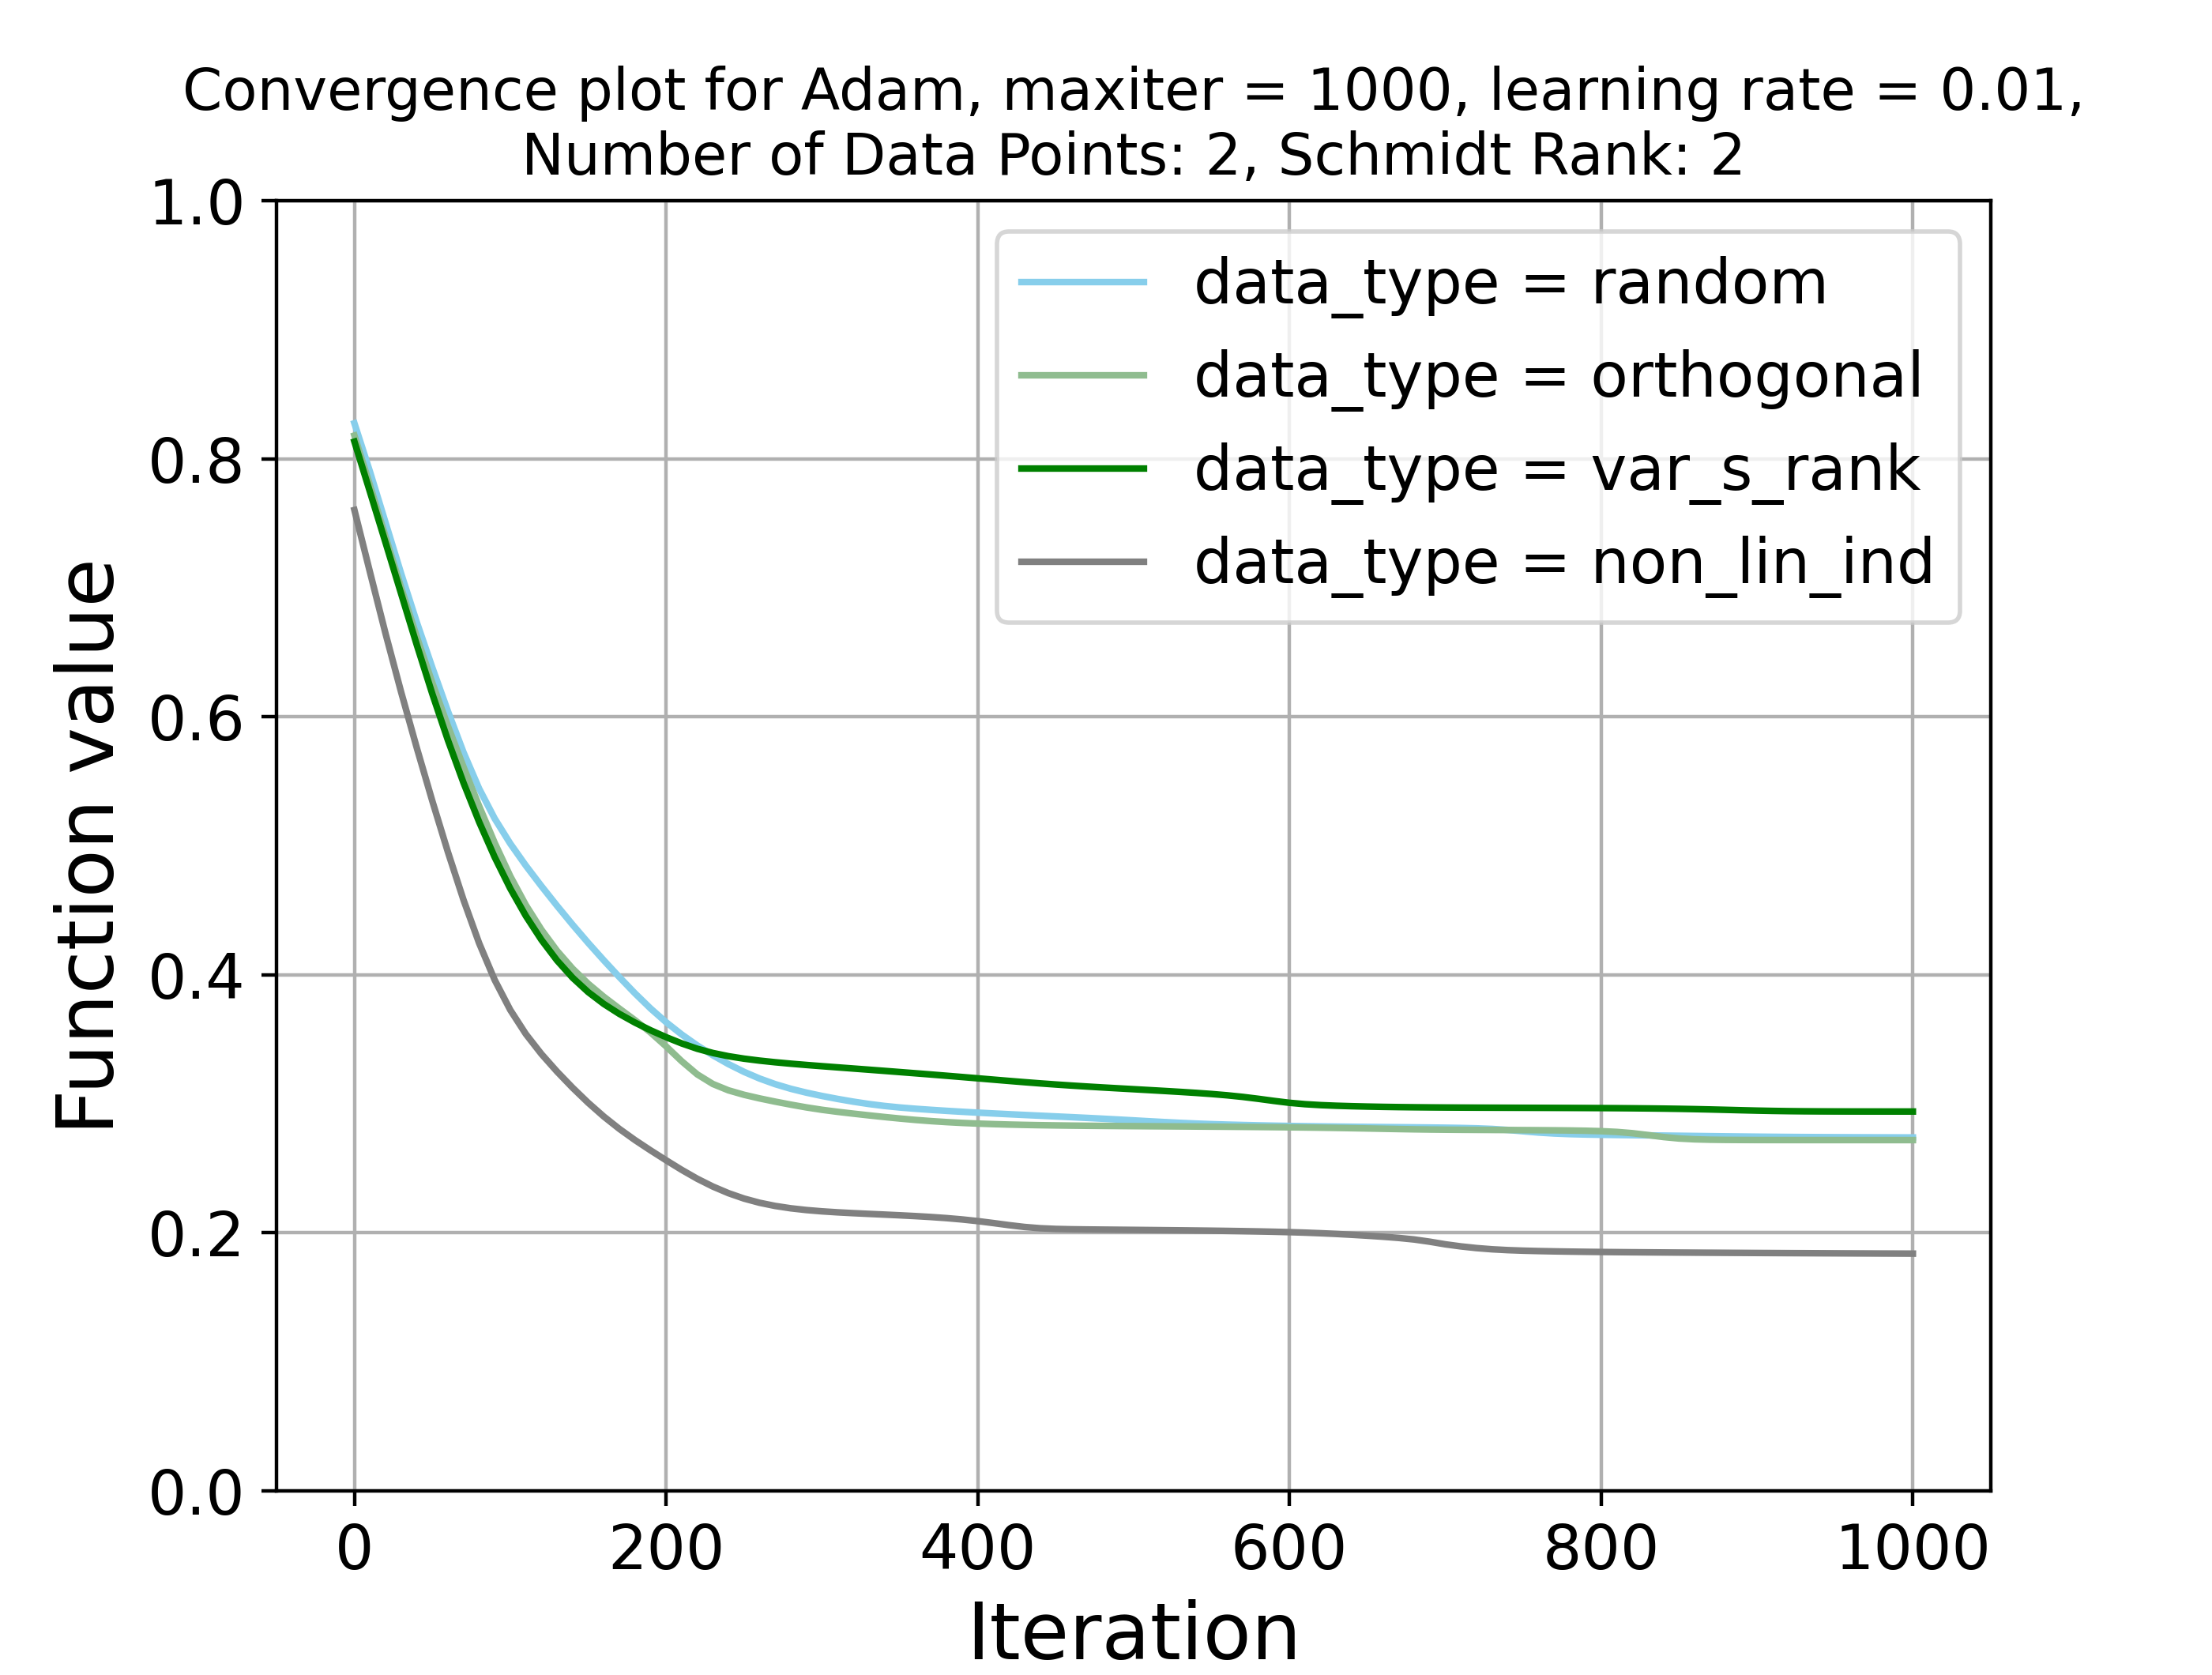 Convergence plot for Adam, maxiter = 1000, learning rate = 0.01,
Number of Data Points: 2, Schmidt Rank: 2
1.0
0.8
0.6
0.4
0.2
0.0
Function value
data_type = random
data_type = orthogonal
data_type = var_s_rank
data_type = non_lin_ind
0 200 400 600 800 1000
Iteration